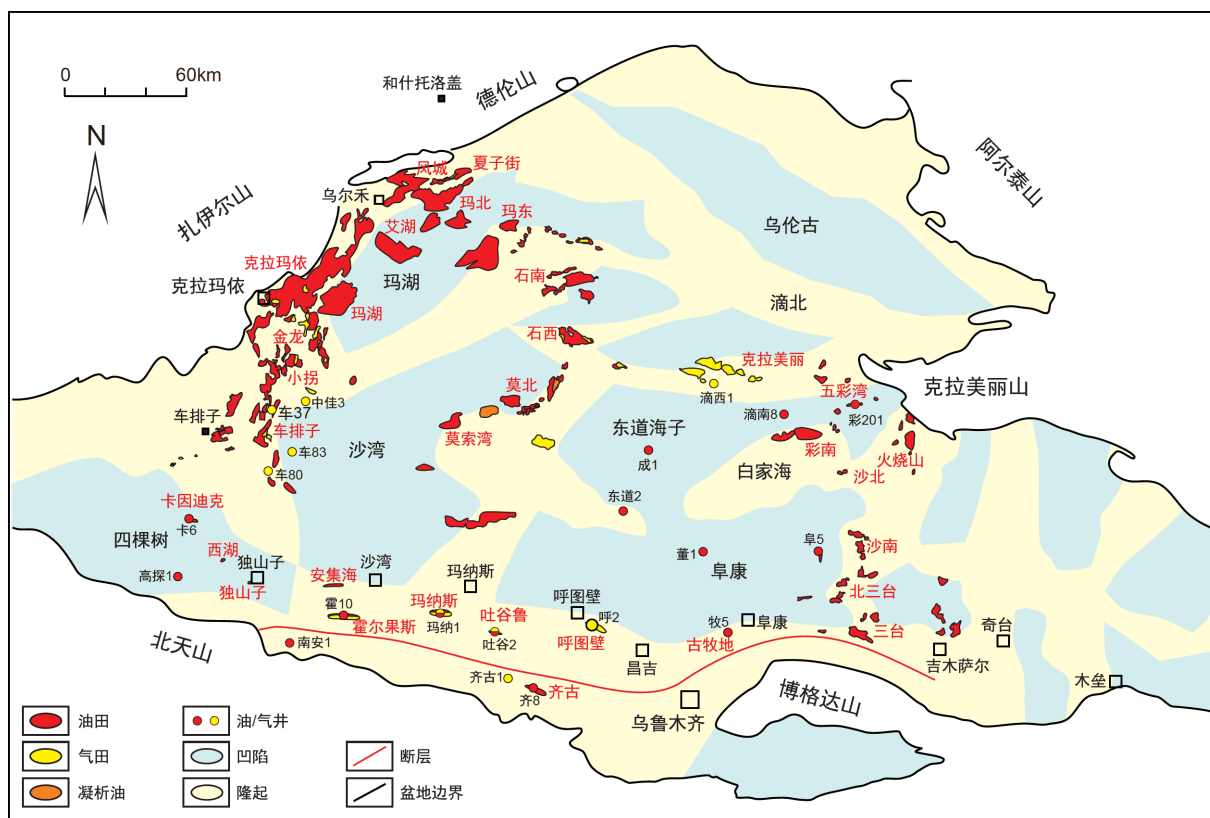 0
60km
N
和什托洛盖
德伦山
阿尔泰山
扎伊尔山
风城
夏子街
乌尔禾
玛北
玛东
艾湖
乌伦古
克拉玛依
克拉玛依
玛湖
石南
滴北
玛湖
金龙
石西
克拉美丽
小拐
中佳3
莫北
滴西1
五彩湾
克拉美丽山
车排子
车37
车排子
滴南8
彩201
沙湾
莫索湾
东道海子
车83
成1
彩南
火烧山
白家海
车80
沙北
卡因迪克
卡6
东道2
四棵树
西湖
独山子
沙湾
玛纳斯
董1
阜5
沙南
阜康
高探1
独山子
安集海
北三台
霍10
玛纳斯
呼图壁
霍尔果斯
玛纳1
吐谷鲁
呼2
牧5
阜康
三台
奇台
北天山
南安1
吐谷2
呼图壁
古牧地
昌吉
吉木萨尔
齐古1
齐8
齐古
木垒
博格达山
乌鲁木齐
油田
油/气井
气田
凹陷
断层
凝析油
隆起
盆地边界